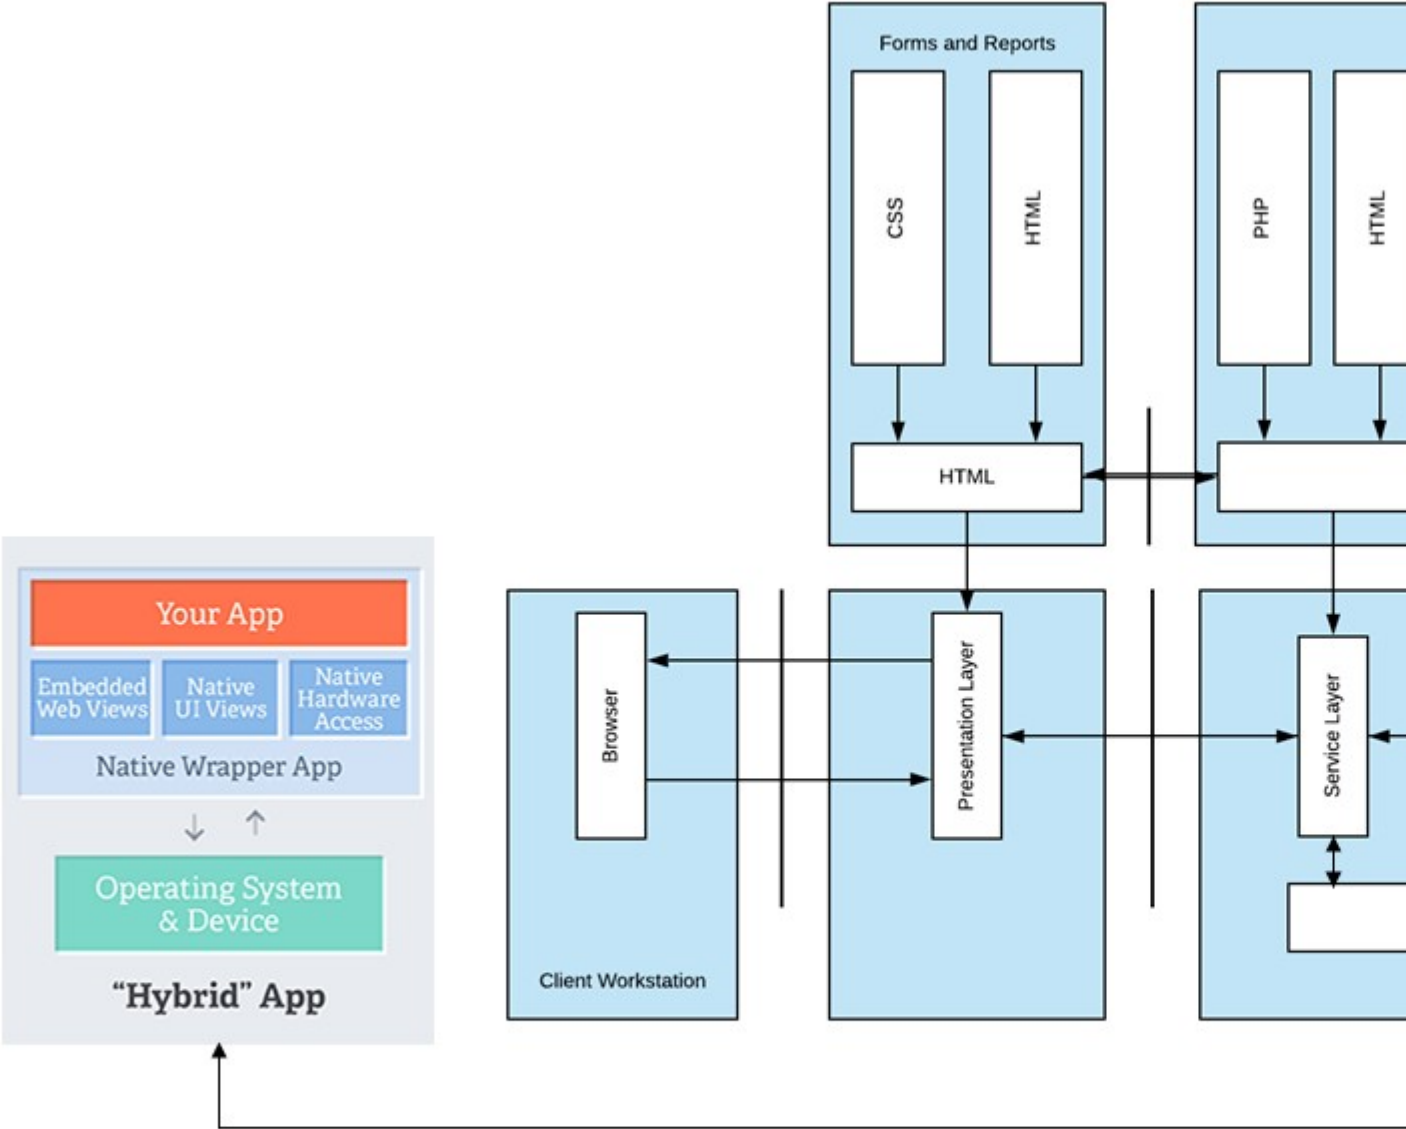 Forms and Reports
CSS
HTML
PHP
HTML
HTML
Your App
Embedded
Web Views
Native
UI Views
Native
Hardware
Access
Native Wrapper App
Operating System
& Device
“Hybrid” App
Browser
Client Workstation
Presentation Layer
Service Layer